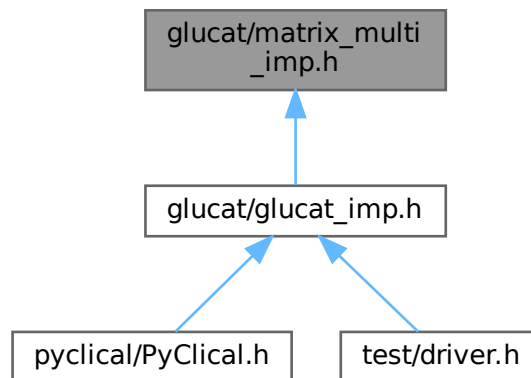 glucat/matrix_multi
_imp.h
glucat/glucat_imp.h
pyclical/PyClical.h
test/driver.h